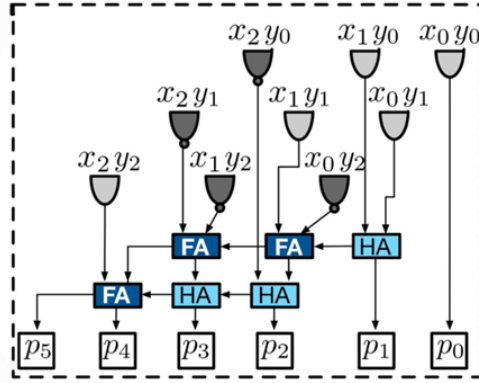 x₂y₀ x₁y₀ x₀y₀
x₂y₁ x₁y₁ x₀y₁
x₂y₂ x₁y₂ x₀y₂
FA FA HA
FA HA HA
p₅ p₄ p₃ p₂ p₁ p₀